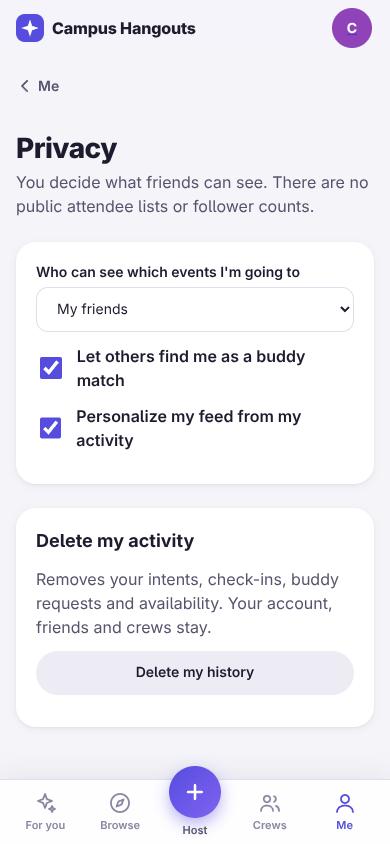 Campus Hangouts
C
Me
Privacy
You decide what friends can see. There are no
public attendee lists or follower counts.
Who can see which events I'm going to
My friends
Let others find me as a buddy
match
Personalize my feed from my
activity
Delete my activity
Removes your intents, check-ins, buddy
requests and availability. Your account,
friends and crews stay.
Delete my history
For you
Browse
Host
Crews
Me